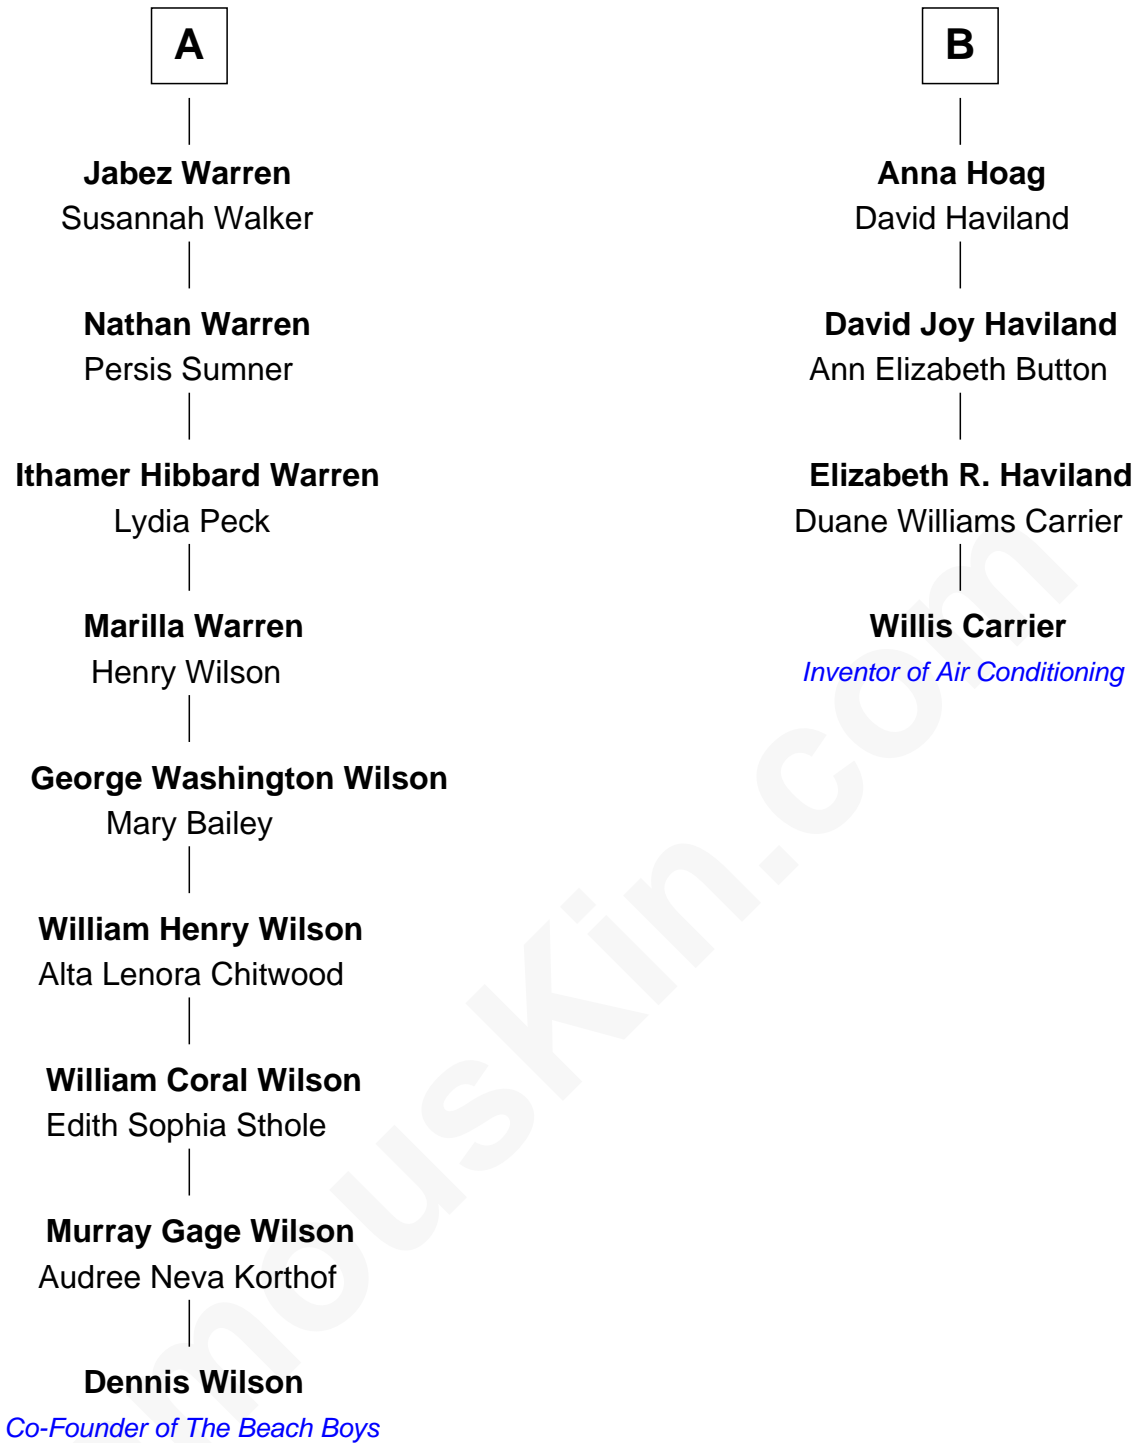 A
Jabez Warren
Susannah Walker
Nathan Warren
Persis Sumner
Ithamer Hibbard Warren
Lydia Peck
Marilla Warren
Henry Wilson
George Washington Wilson
Mary Bailey
William Henry Wilson
Alta Lenora Chitwood
William Coral Wilson
Edith Sophia Sthole
Murray Gage Wilson
Audree Neva Korthof
Dennis Wilson
Co-Founder of The Beach Boys
B
Anna Hoag
David Haviland
David Joy Haviland
Ann Elizabeth Button
Elizabeth R. Haviland
Duane Williams Carrier
Willis Carrier
Inventor of Air Conditioning
mouskin.com